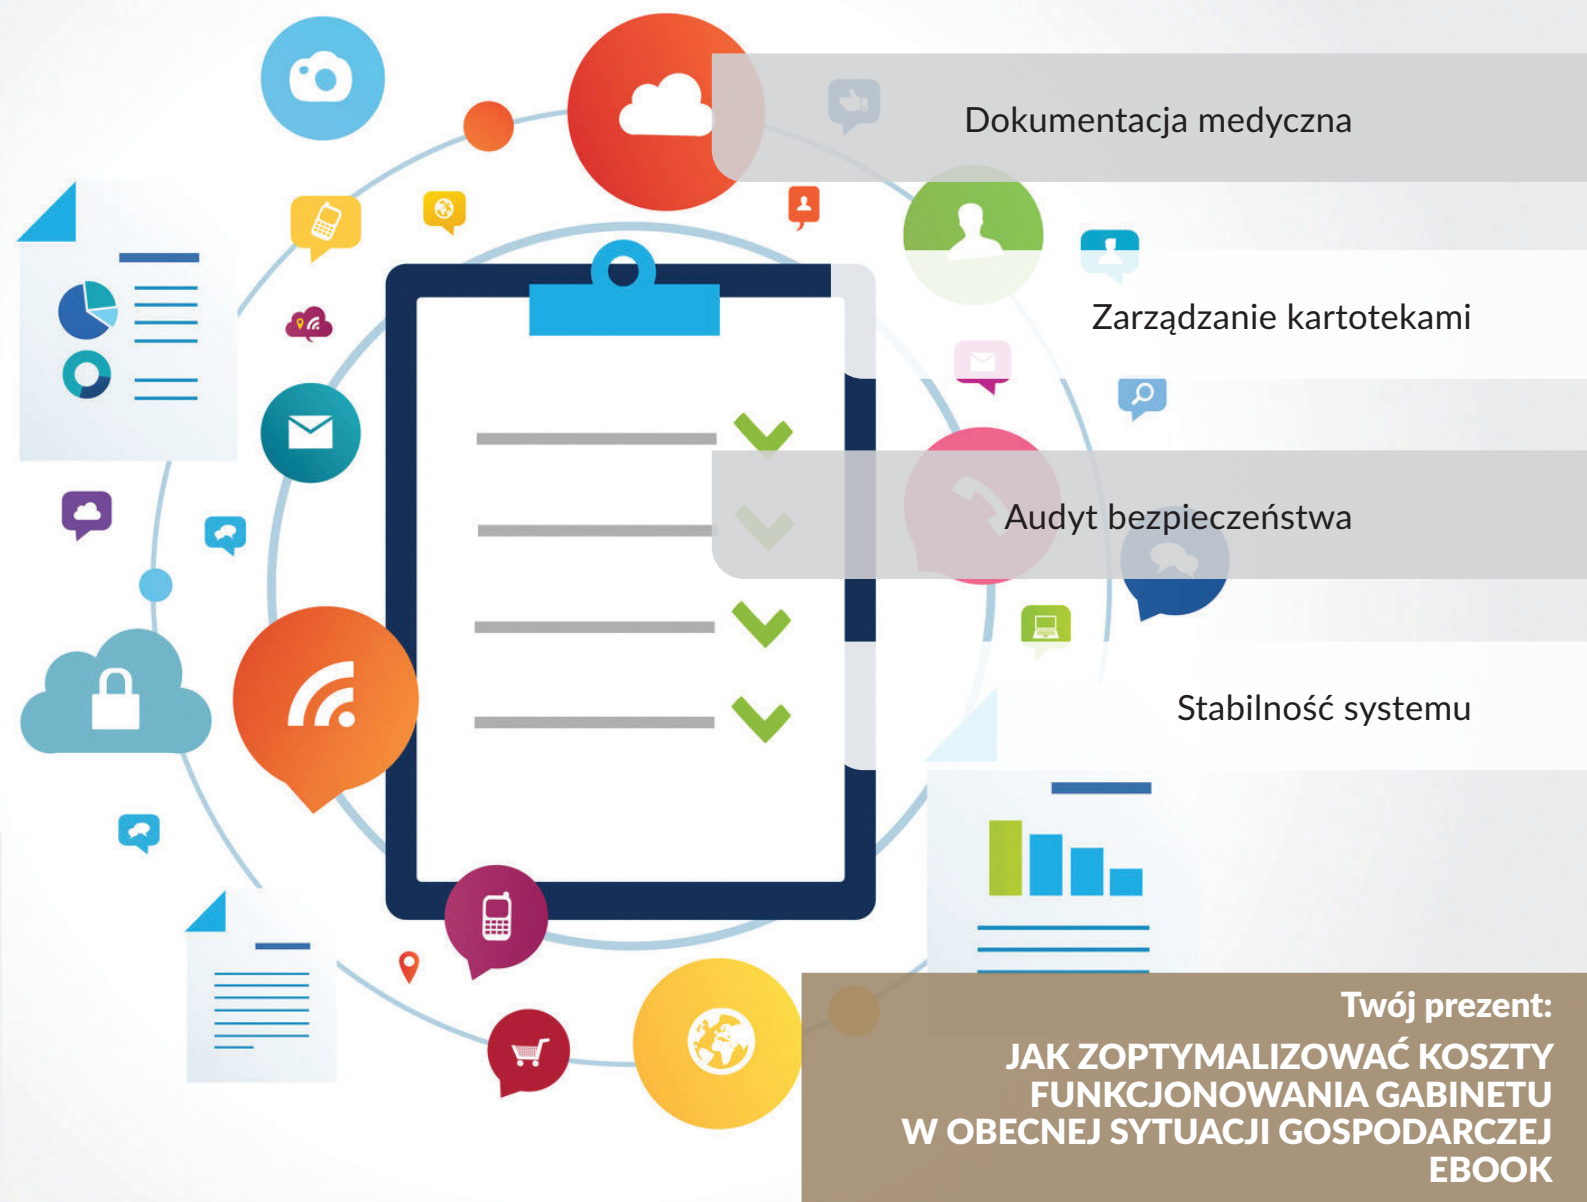 Dokumentacja medyczna
Zarządzanie kartotekami
Audyt bezpieczeństwa
Stabilność systemu
Twój prezent:
JAK ZOPTYMALIZOWAĆ KOSZTY
FUNKCJONOWANIA GABINETU
W OBECNEJ SYTUACJI GOSPODARCZEJ
EBOOK